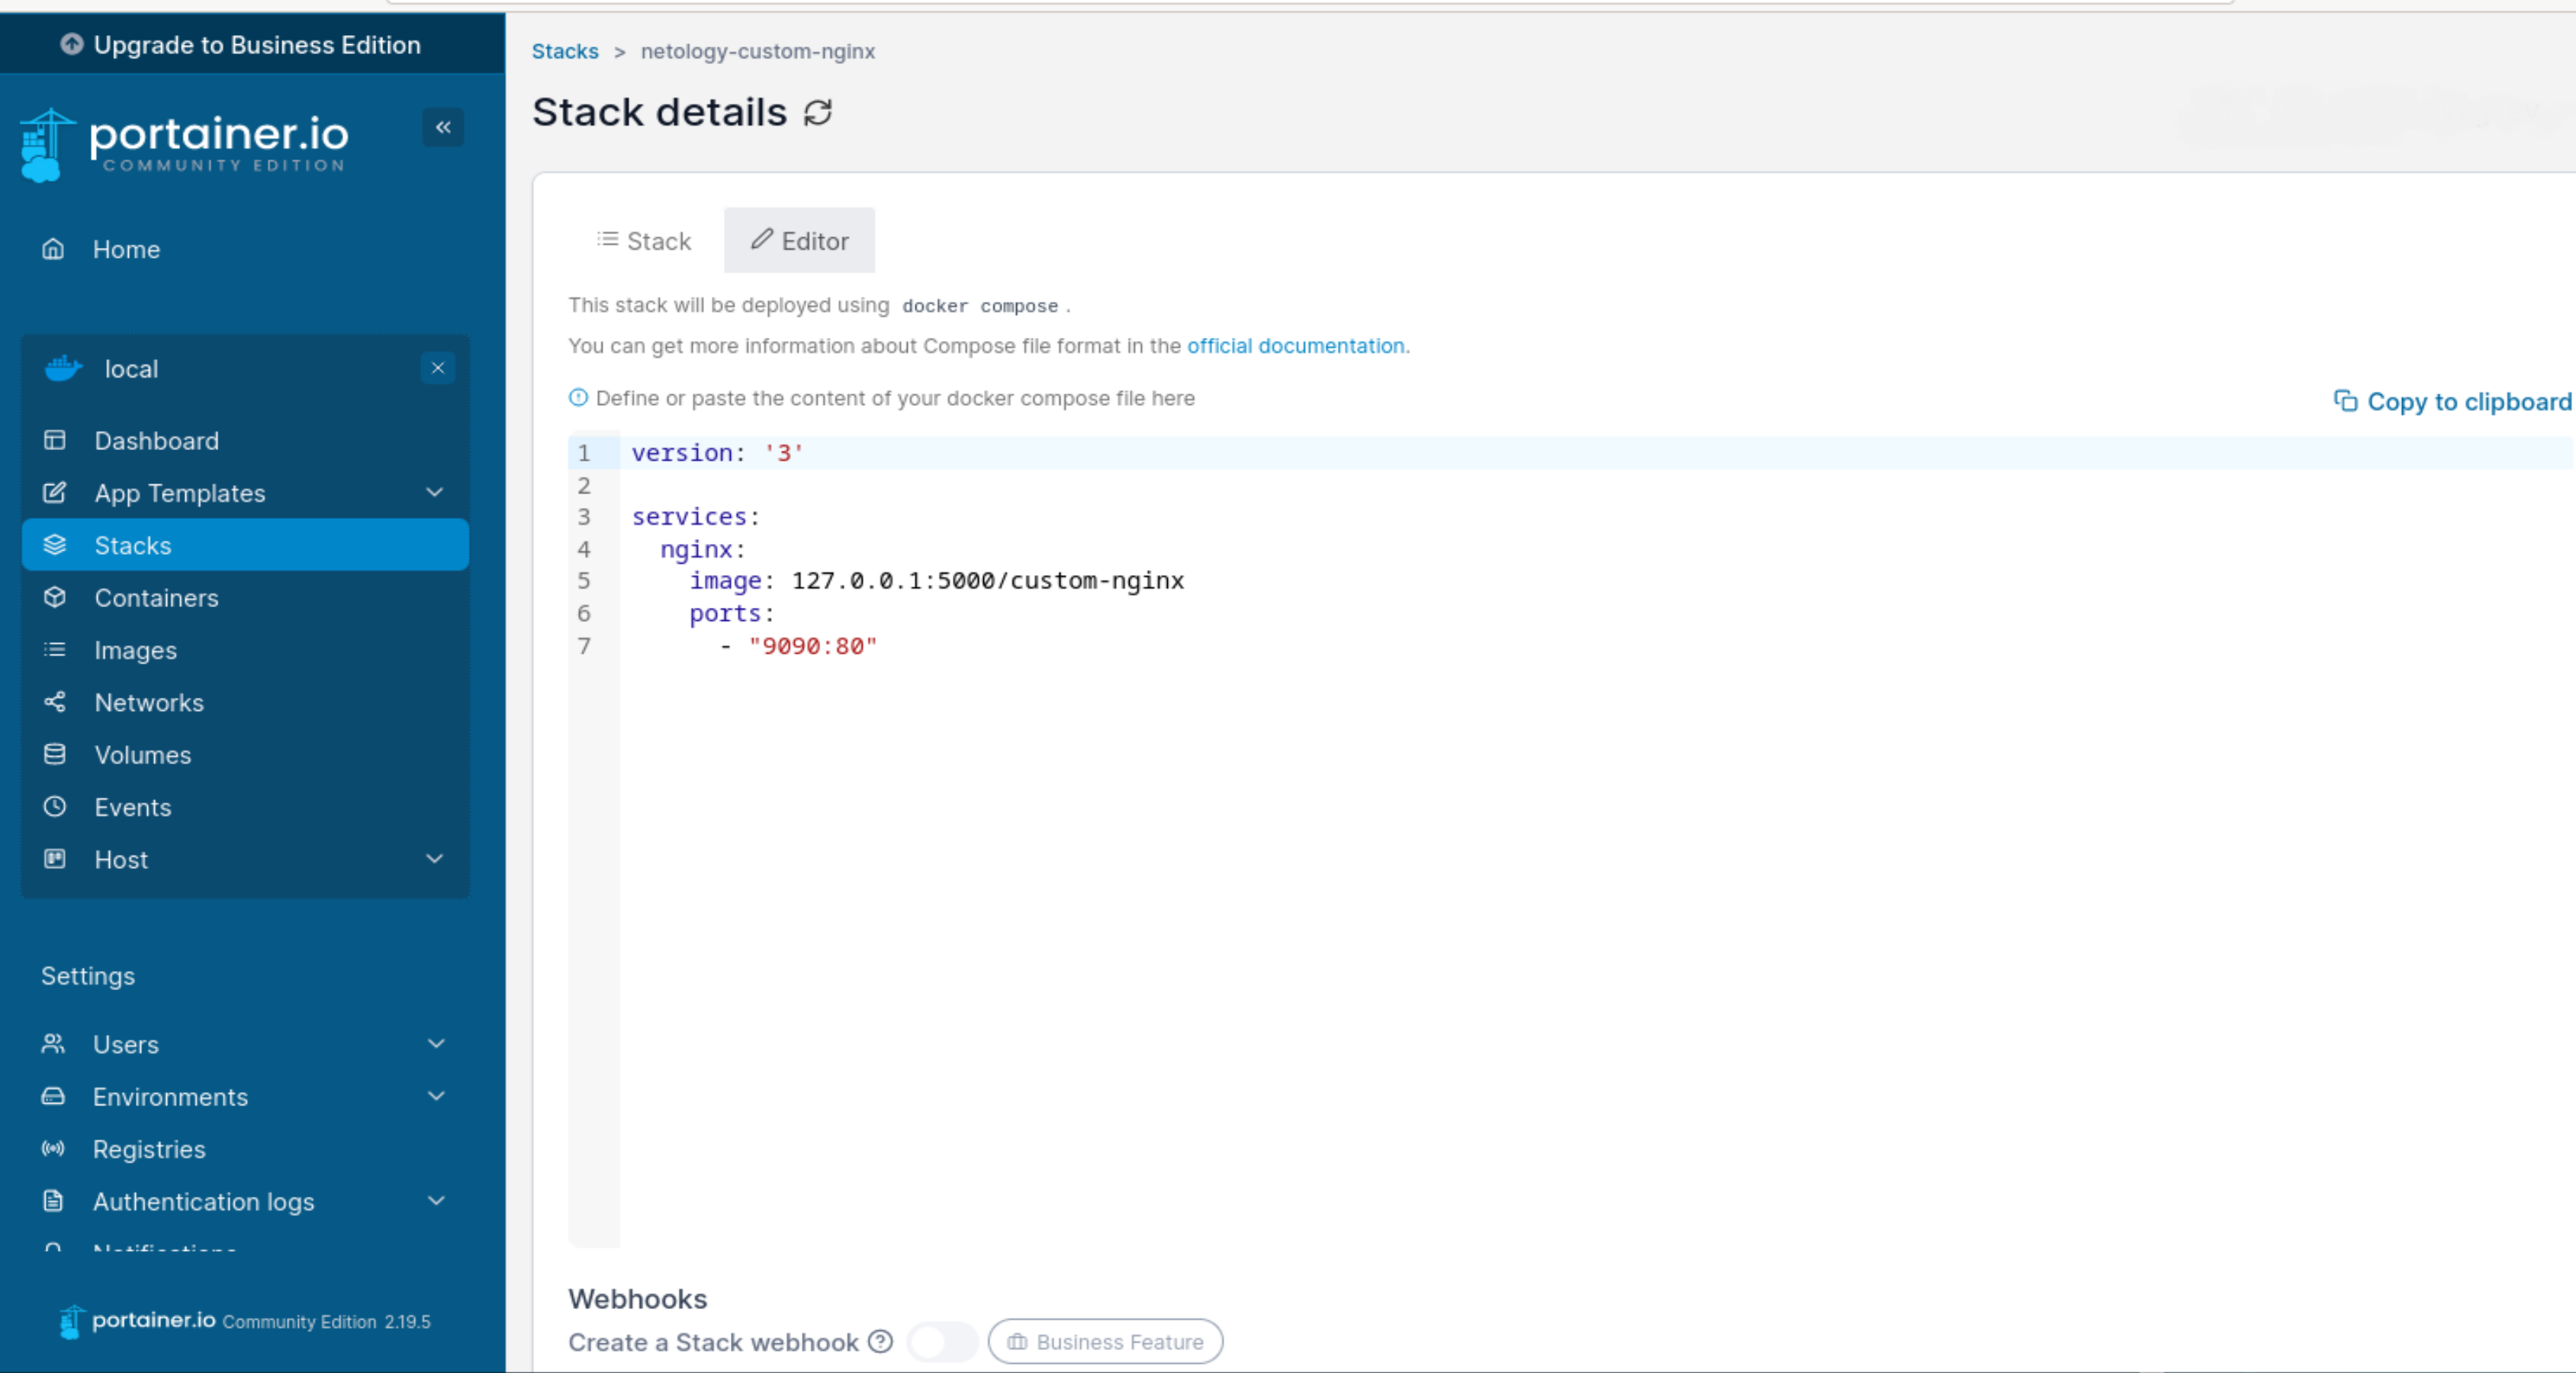 Upgrade to Business Edition
portainer.io
COMMUNITY EDITION
Home
local
Dashboard
App Templates
Stacks
Containers
Images
Networks
Volumes
Events
Host
Settings
Users
Environments
Registries
Authentication logs
Notifications
portainer.io Community Edition 2.19.5
Stacks > netology-custom-nginx
Stack details
Stack Editor
This stack will be deployed using docker compose .
You can get more information about Compose file format in the official documentation.
Define or paste the content of your docker compose file here
Copy to clipboard
1 version: '3'
2
3 services:
4 nginx:
5 image: 127.0.0.1:5000/custom-nginx
6 ports:
7 - "9090:80"
Webhooks
Create a Stack webhook Business Feature